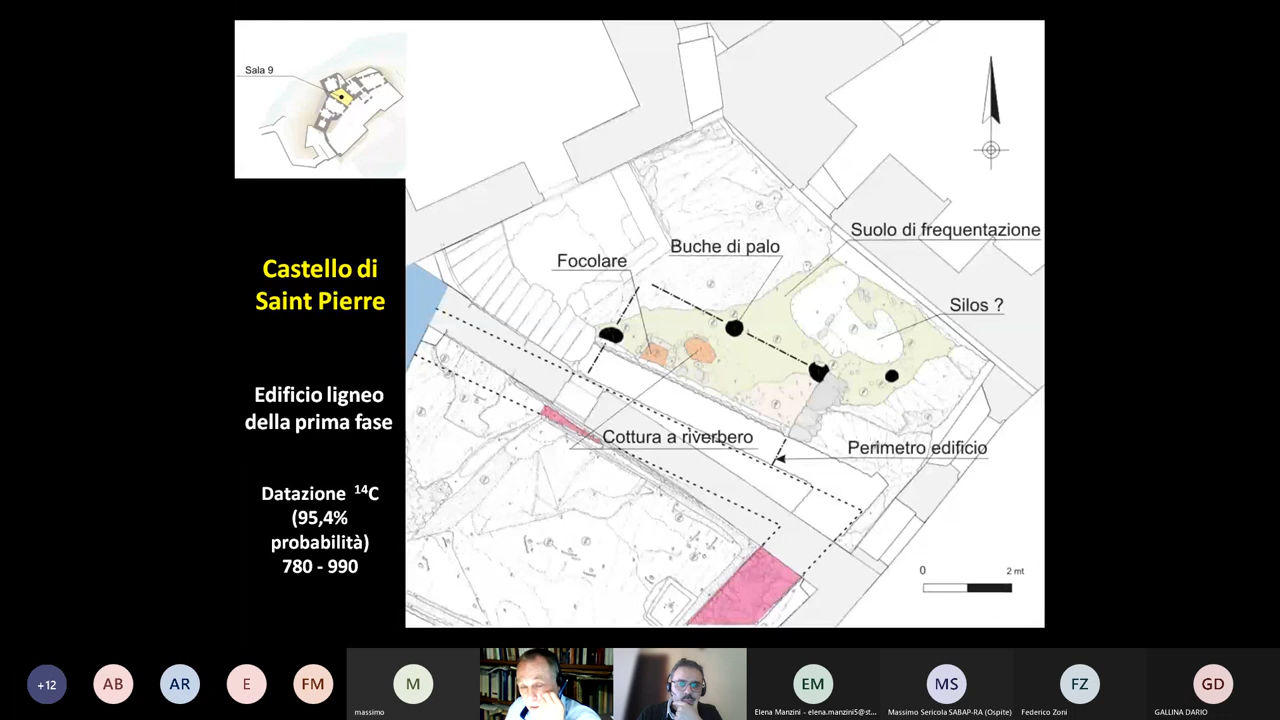 Sala 9
Castello di
Saint Pierre
Edificio ligneo
della prima fase
Datazione ¹⁴C
(95,4%
probabilità)
780 - 990
Suolo di frequentazione
Buche di palo
Focolare
Silos ?
Cottura a riverbero
Perimetro edificio
0 2 mt
+12
AB
AR
E
FM
M
massimo
EM
Elena Manzini - elena.manzini5@st...
MS
Massimo Sericola SABAP-RA (Ospite)
FZ
Federico Zoni
GD
GALLINA DARIO